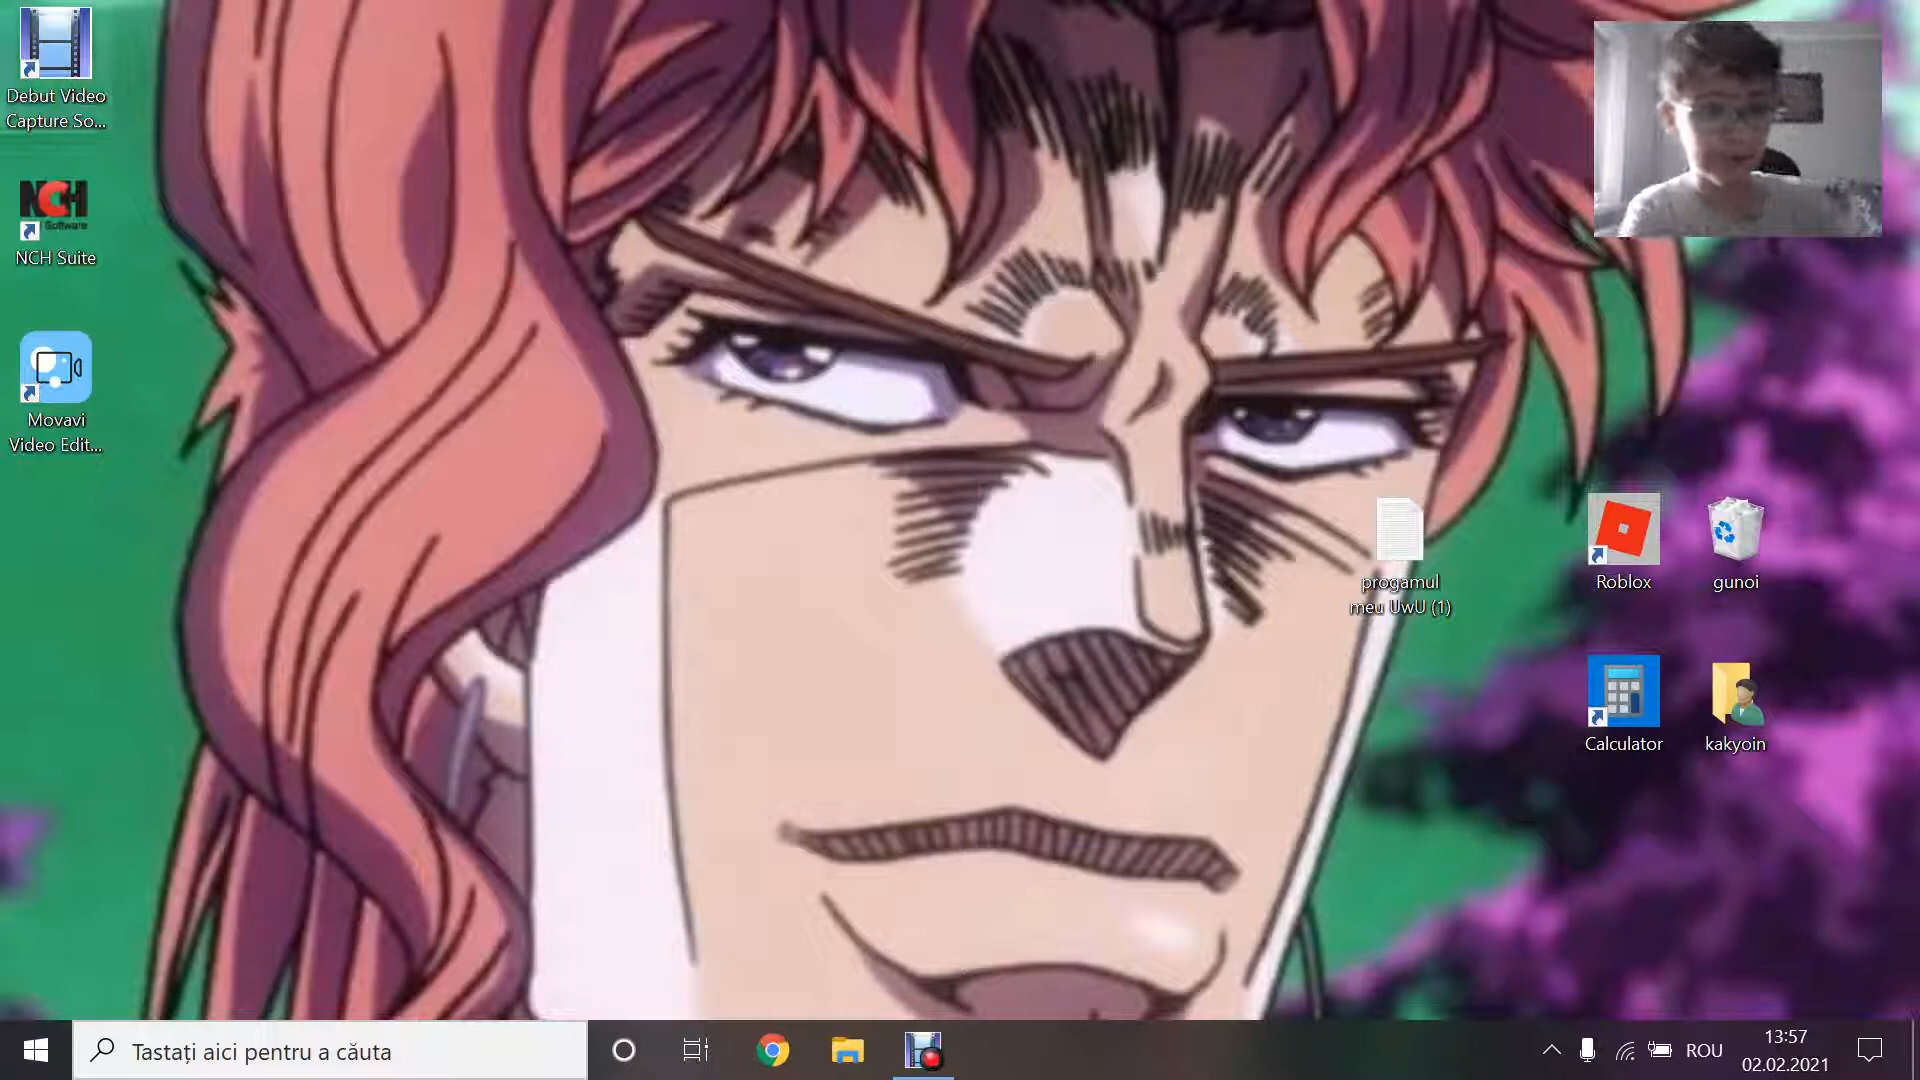 Debut Video
Capture So...
NCH
Software
NCH Suite
Movavi
Video Edit...
progamul
meu UwU (1)
Roblox
gunoi
Calculator
kakyoin
Tastați aici pentru a căuta
ROU
13:57
02.02.2021